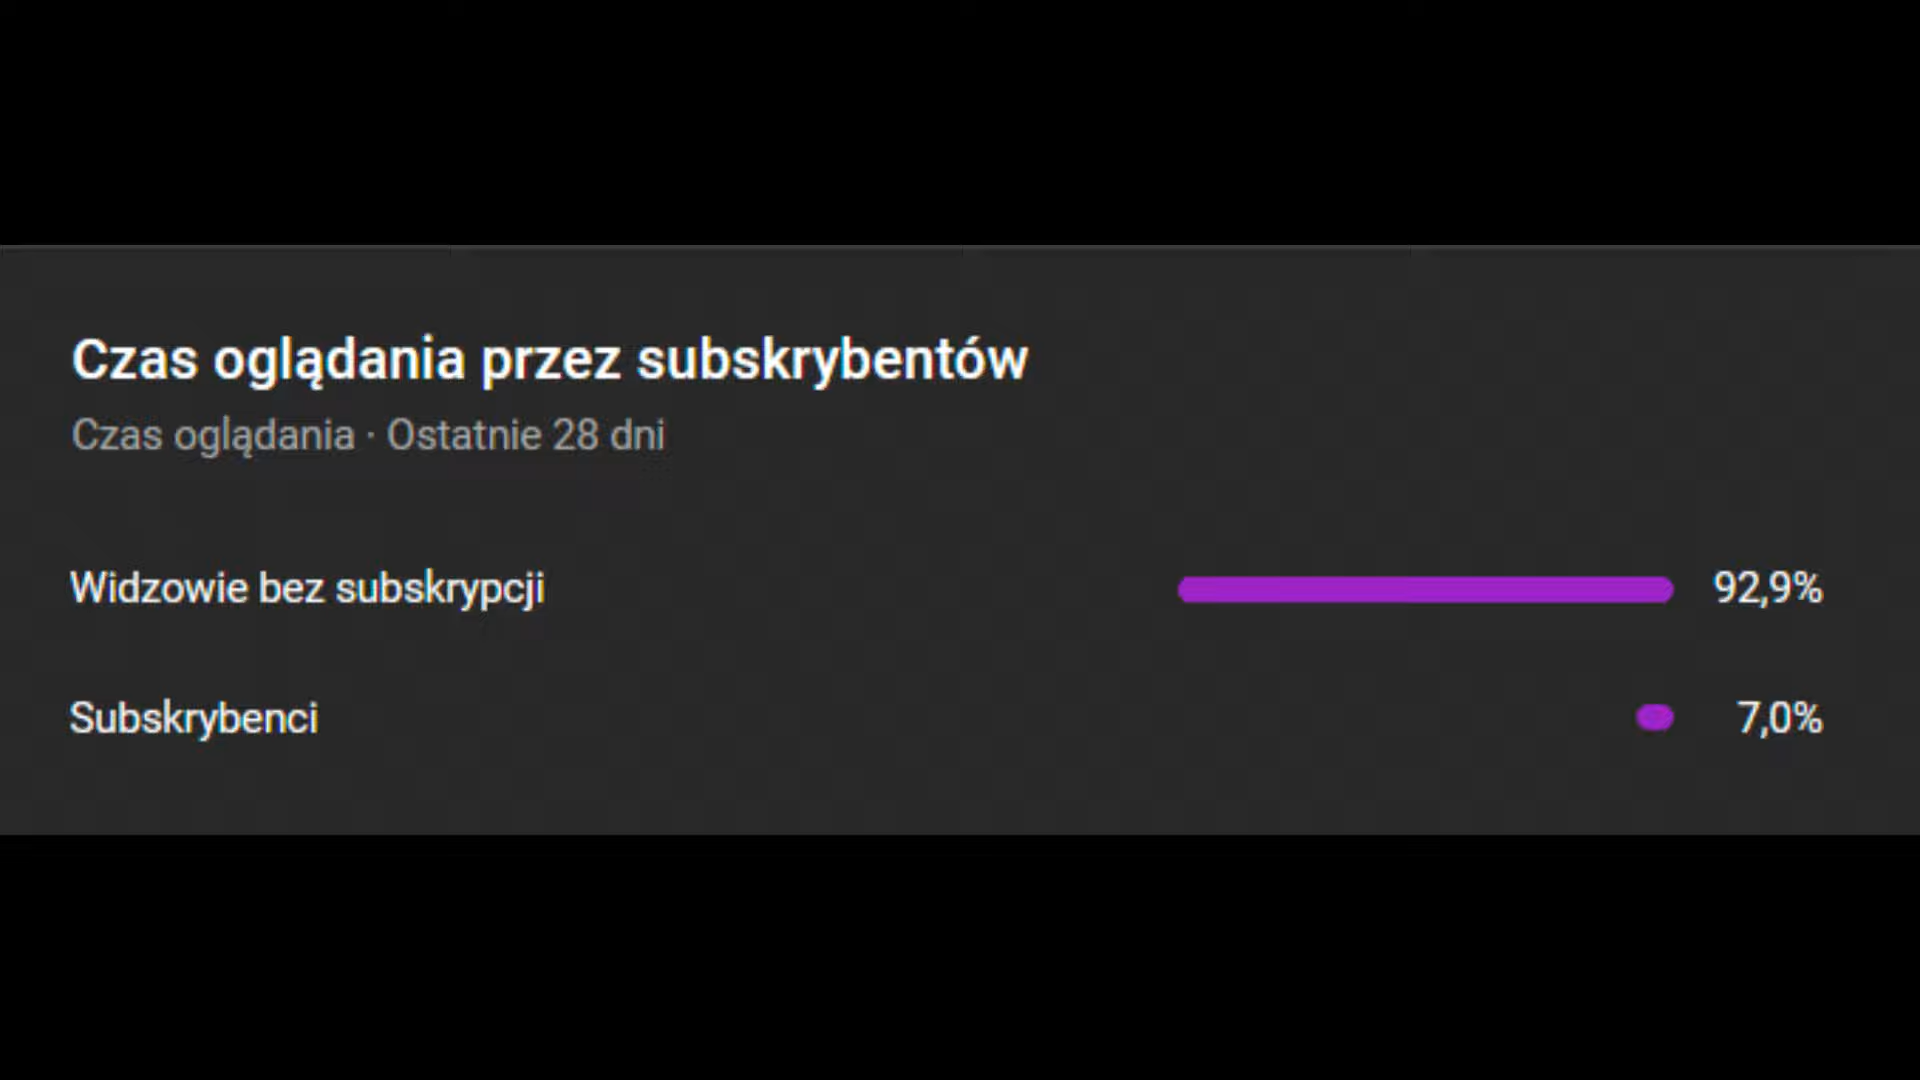 Czas oglądania przez subskrybentów
Czas oglądania · Ostatnie 28 dni
Widzowie bez subskrypcji 92,9%
Subskrybenci 7,0%